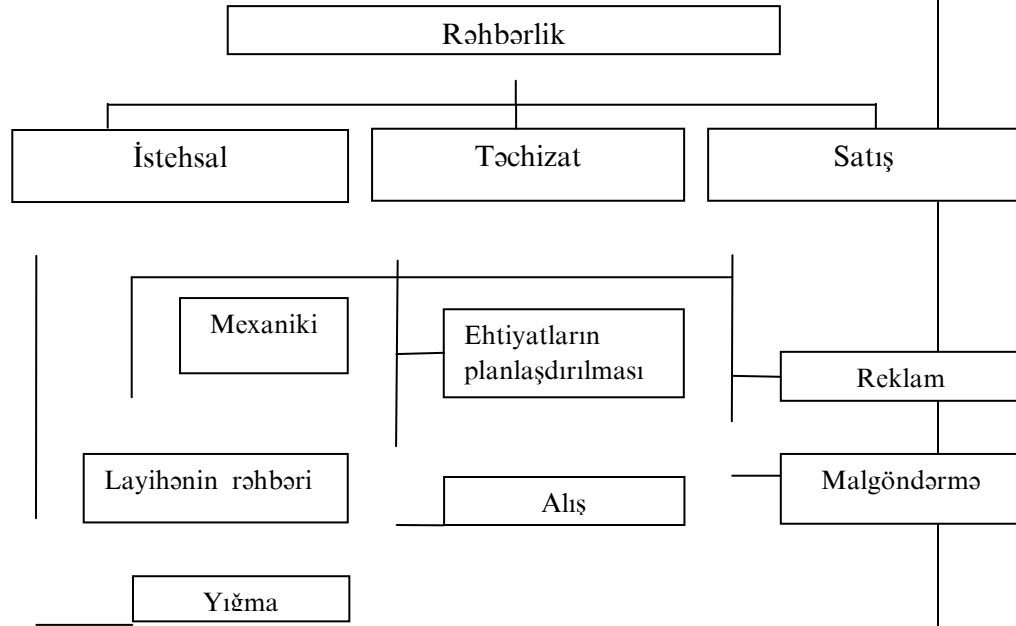 Rəhbərlik
İstehsal
Təchizat
Satış
Mexaniki
Ehtiyatların
planlaşdırılması
Reklam
Layihənin rəhbəri
Alış
Malgöndərmə
Yığma